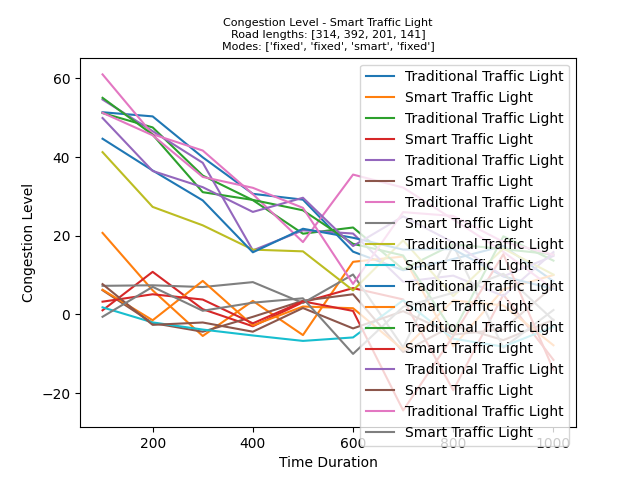 Congestion Level - Smart Traffic Light
Road lengths: [314, 392, 201, 141]
Modes: ['fixed', 'fixed', 'smart', 'fixed']
60
40
20
0
−20
Congestion Level
Traditional Traffic Light
Smart Traffic Light
Traditional Traffic Light
Smart Traffic Light
Traditional Traffic Light
Smart Traffic Light
Traditional Traffic Light
Smart Traffic Light
Traditional Traffic Light
Smart Traffic Light
Traditional Traffic Light
Smart Traffic Light
Traditional Traffic Light
Smart Traffic Light
Traditional Traffic Light
Smart Traffic Light
Traditional Traffic Light
Smart Traffic Light
200 400 600 800 1000
Time Duration